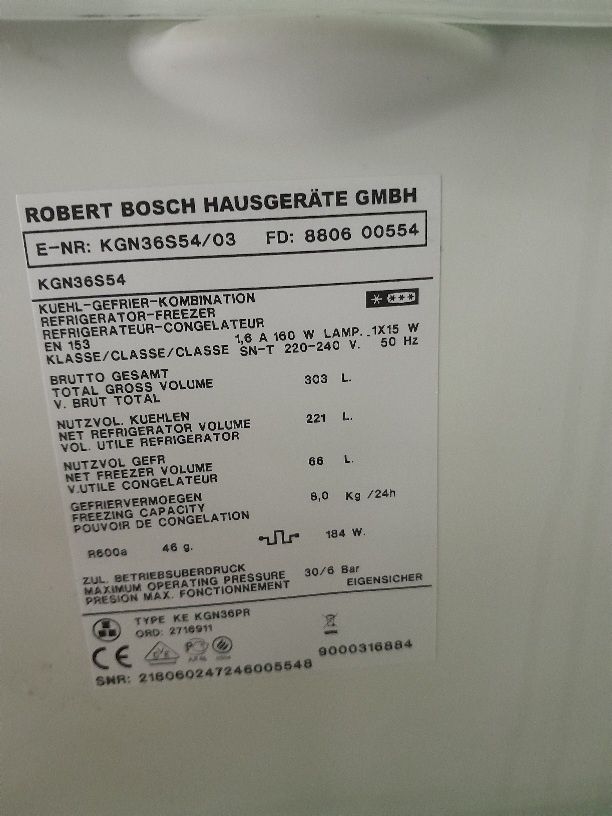 ROBERT BOSCH HAUSGERÄTE GMBH
E-NR: KGN36S54/03 FD: 8806 00554
KGN36S54
KUEHL-GEFRIER-KOMBINATION
REFRIGERATOR-FREEZER
REFRIGERATEUR-CONGELATEUR
EN 153 1,6 A 160 W LAMP. .1X15 W
KLASSE/CLASSE/CLASSE SN-T 220-240 V. 50 Hz
BRUTTO GESAMT
TOTAL GROSS VOLUME 303 L.
V. BRUT TOTAL
NUTZVOL. KUEHLEN
NET REFRIGERATOR VOLUME 221 L.
VOL. UTILE REFRIGERATOR
NUTZVOL GEFR
NET FREEZER VOLUME 66 L.
V.UTILE CONGELATEUR
GEFRIERVERMOEGEN
FREEZING CAPACITY 8,0 Kg /24h
POUVOIR DE CONGELATION
R600a 46 g. 184 W.
ZUL. BETRIEBSUBERDRUCK
MAXIMUM OPERATING PRESSURE 30/6 Bar
PRESION MAX. FONCTIONNEMENT EIGENSICHER
TYPE KE KGN36PR
ORD: 2716911
CE
9000316884
SNR: 218060247246005548